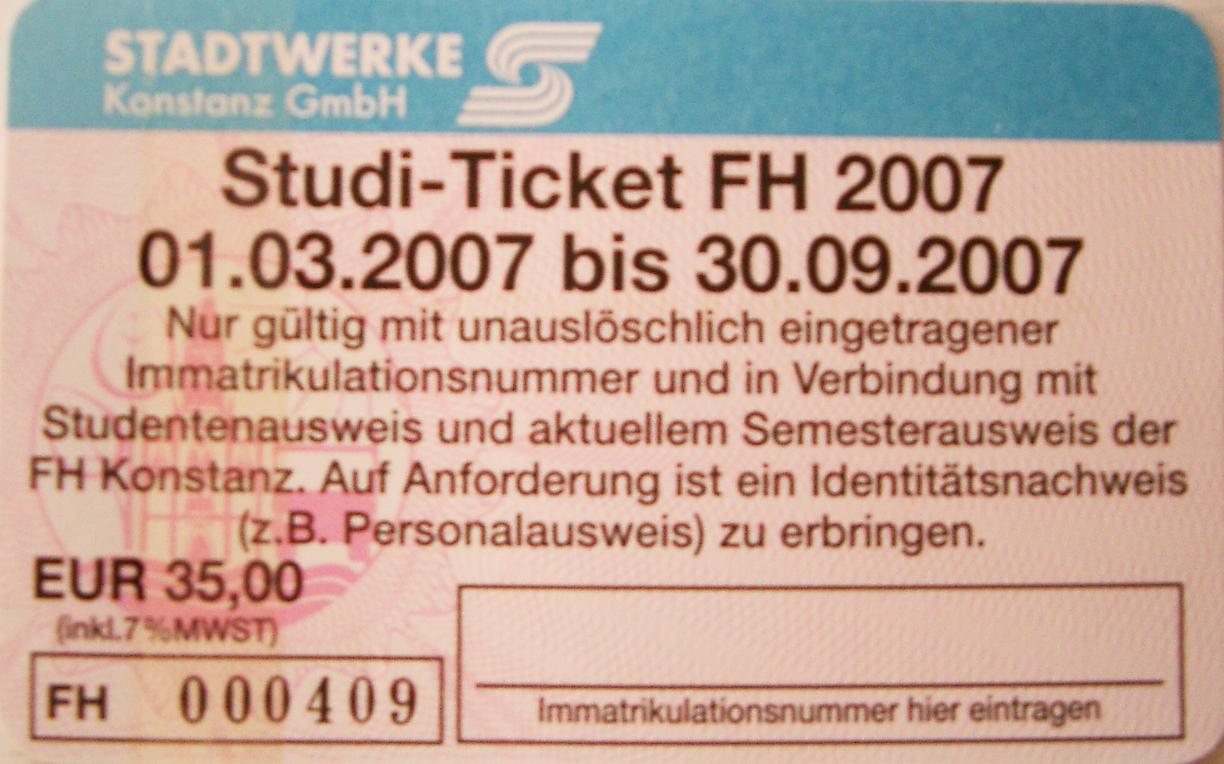 STADTWERKE
Konstanz GmbH
Studi-Ticket FH 2007
01.03.2007 bis 30.09.2007
Nur gültig mit unauslöschlich eingetragener
Immatrikulationsnummer und in Verbindung mit
Studentenausweis und aktuellem Semesterausweis der
FH Konstanz. Auf Anforderung ist ein Identitätsnachweis
(z.B. Personalausweis) zu erbringen.
EUR 35,00
(inkl.7%MWST)
FH 000409
Immatrikulationsnummer hier eintragen